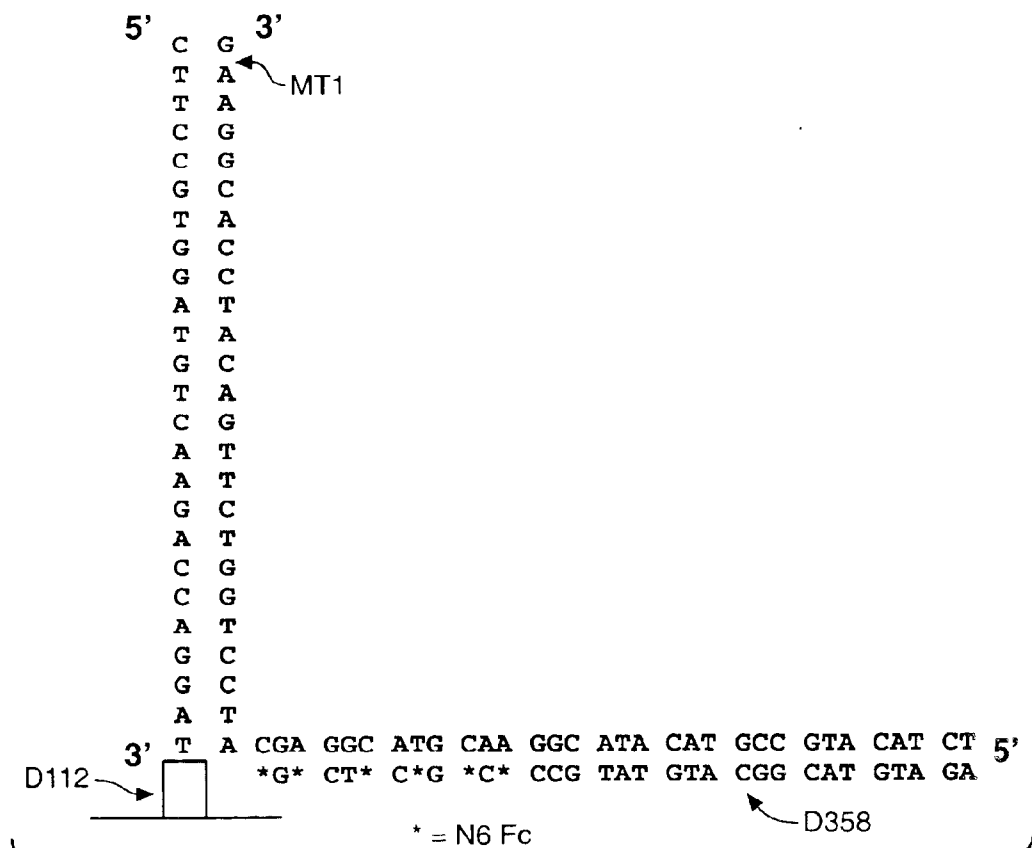 5’ 3’
C G
T A
MT1
T A
C G
C G
G C
T A
G C
G C
A T
T A
G C
T A
C G
A T
A T
G C
A T
C G
C G
A T
G C
G C
A T
3’ T A CGA GGC ATG CAA GGC ATA CAT GCC GTA CAT CT 5’
*G* CT* C*G *C* CCG TAT GTA CGG CAT GTA GA
D112
D358
* = N6 Fc